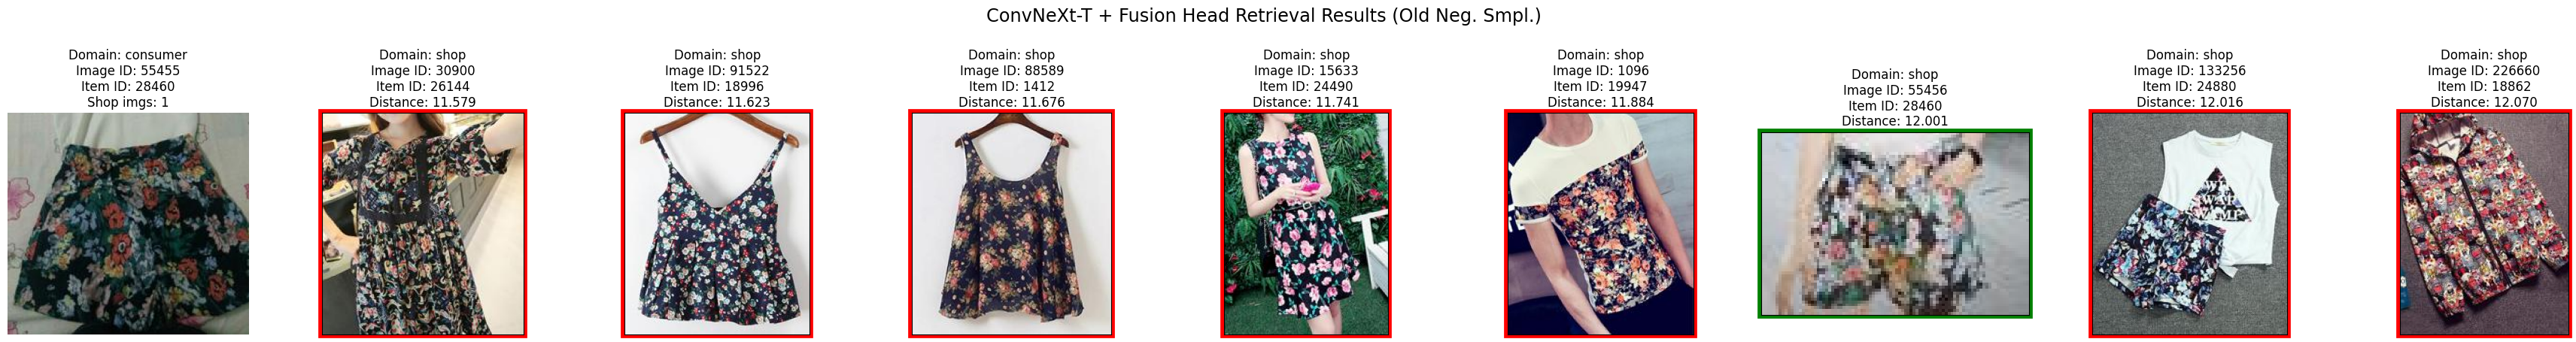 ConvNeXt-T + Fusion Head Retrieval Results (Old Neg. Smpl.)
Domain: consumer
Image ID: 55455
Item ID: 28460
Shop imgs: 1
Domain: shop
Image ID: 30900
Item ID: 26144
Distance: 11.579
Domain: shop
Image ID: 91522
Item ID: 18996
Distance: 11.623
Domain: shop
Image ID: 88589
Item ID: 1412
Distance: 11.676
Domain: shop
Image ID: 15633
Item ID: 24490
Distance: 11.741
Domain: shop
Image ID: 1096
Item ID: 19947
Distance: 11.884
Domain: shop
Image ID: 55456
Item ID: 28460
Distance: 12.001
Domain: shop
Image ID: 133256
Item ID: 24880
Distance: 12.016
Domain: shop
Image ID: 226660
Item ID: 18862
Distance: 12.070